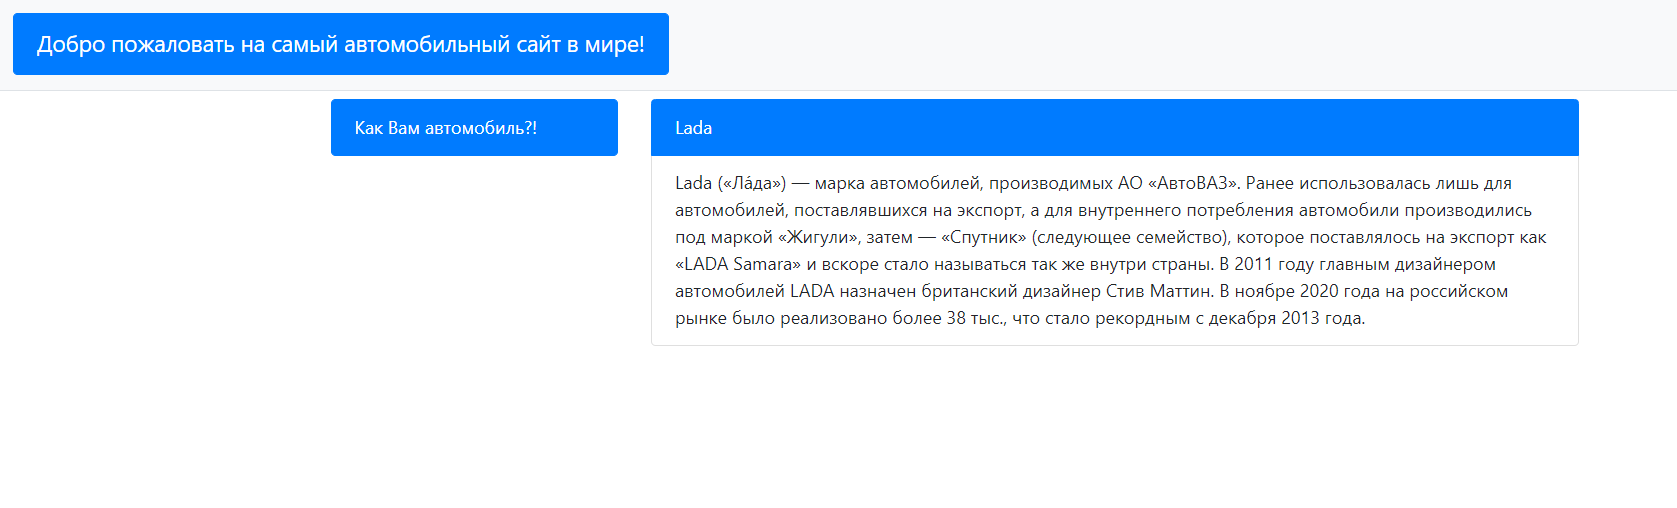 Добро пожаловать на самый автомобильный сайт в мире!
Как Вам автомобиль?!
Lada
Lada («Ла́да») — марка автомобилей, производимых АО «АвтоВАЗ». Ранее использовалась лишь для
автомобилей, поставлявшихся на экспорт, а для внутреннего потребления автомобили производились
под маркой «Жигули», затем — «Спутник» (следующее семейство), которое поставлялось на экспорт как
«LADA Samara» и вскоре стало называться так же внутри страны. В 2011 году главным дизайнером
автомобилей LADA назначен британский дизайнер Стив Маттин. В ноябре 2020 года на российском
рынке было реализовано более 38 тыс., что стало рекордным с декабря 2013 года.